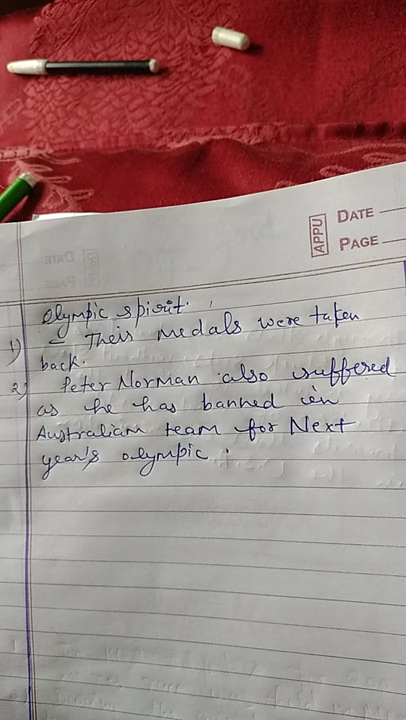 APPU
DATE
PAGE
olympic spirit.
1) - Their medals were taken
back.
2) Peter Norman also suffered
as he has banned in
Australian team for Next
year's olympic.